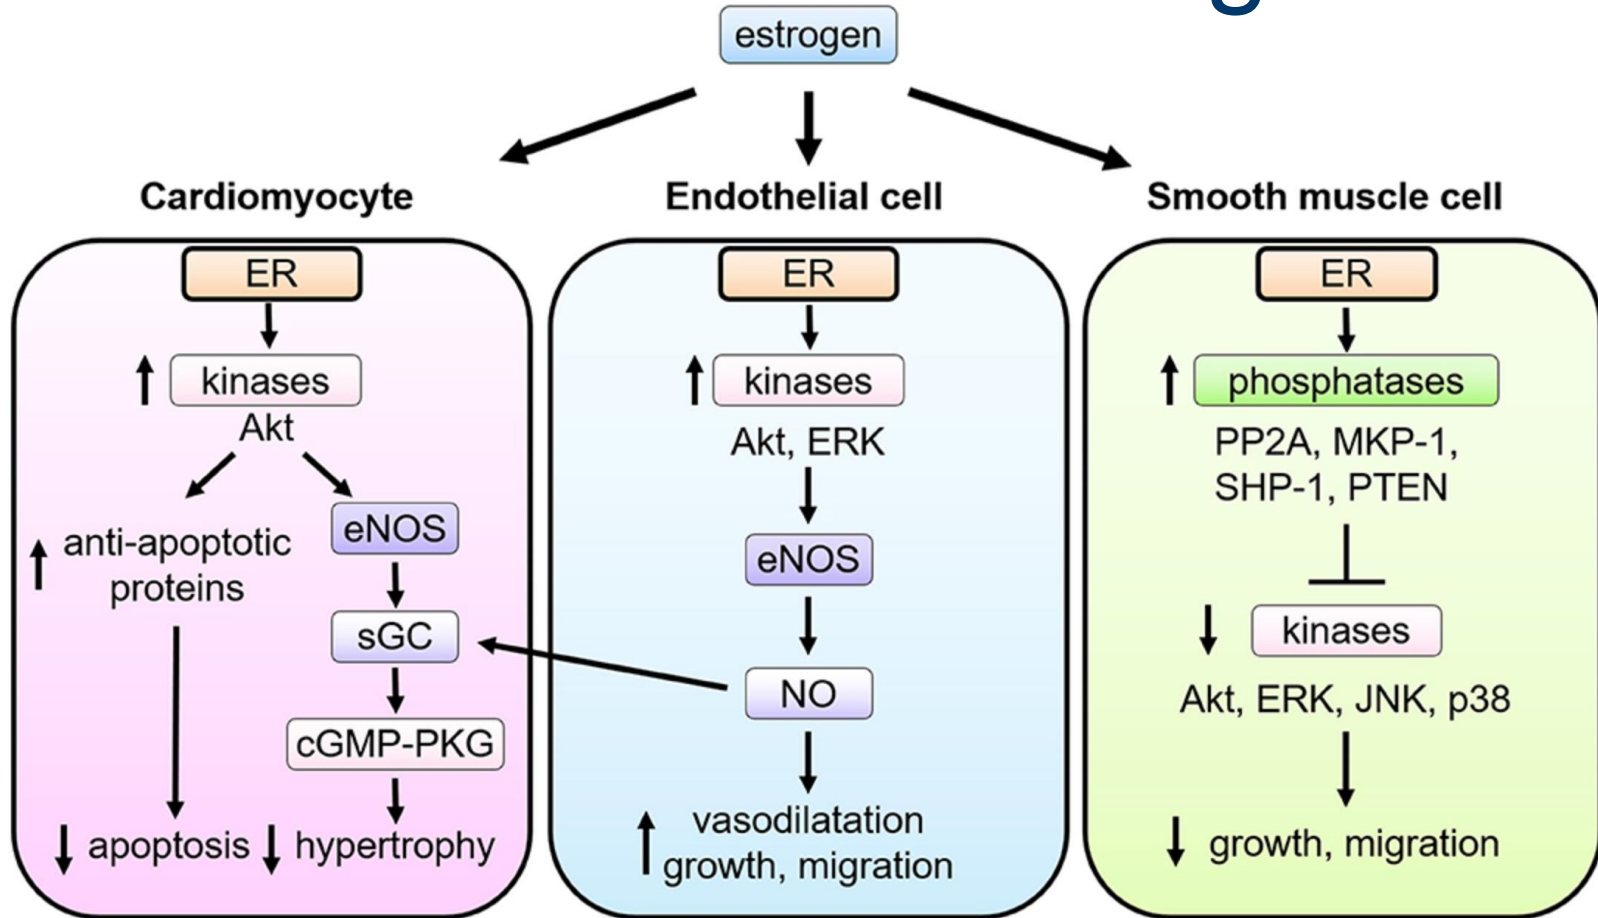 estrogen
Cardiomyocyte
ER
kinases
Akt
anti-apoptotic
proteins
eNOS
sGC
cGMP-PKG
apoptosis
hypertrophy
Endothelial cell
ER
kinases
Akt, ERK
eNOS
NO
vasodilatation
growth, migration
Smooth muscle cell
ER
phosphatases
PP2A, MKP-1,
SHP-1, PTEN
kinases
Akt, ERK, JNK, p38
growth, migration